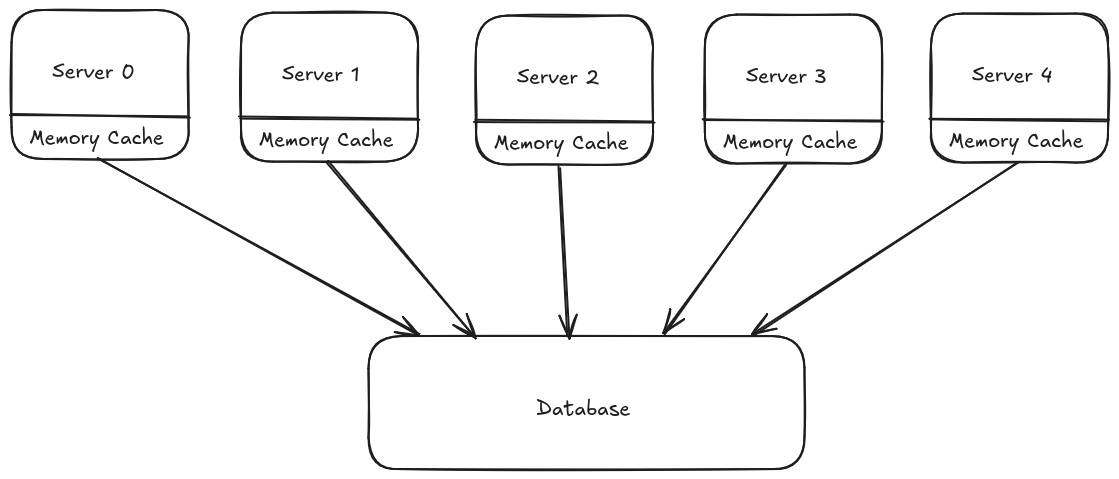 Server 0
Server 1
Server 2
Server 3
Server 4
Memory Cache
Memory Cache
Memory Cache
Memory Cache
Memory Cache
Database